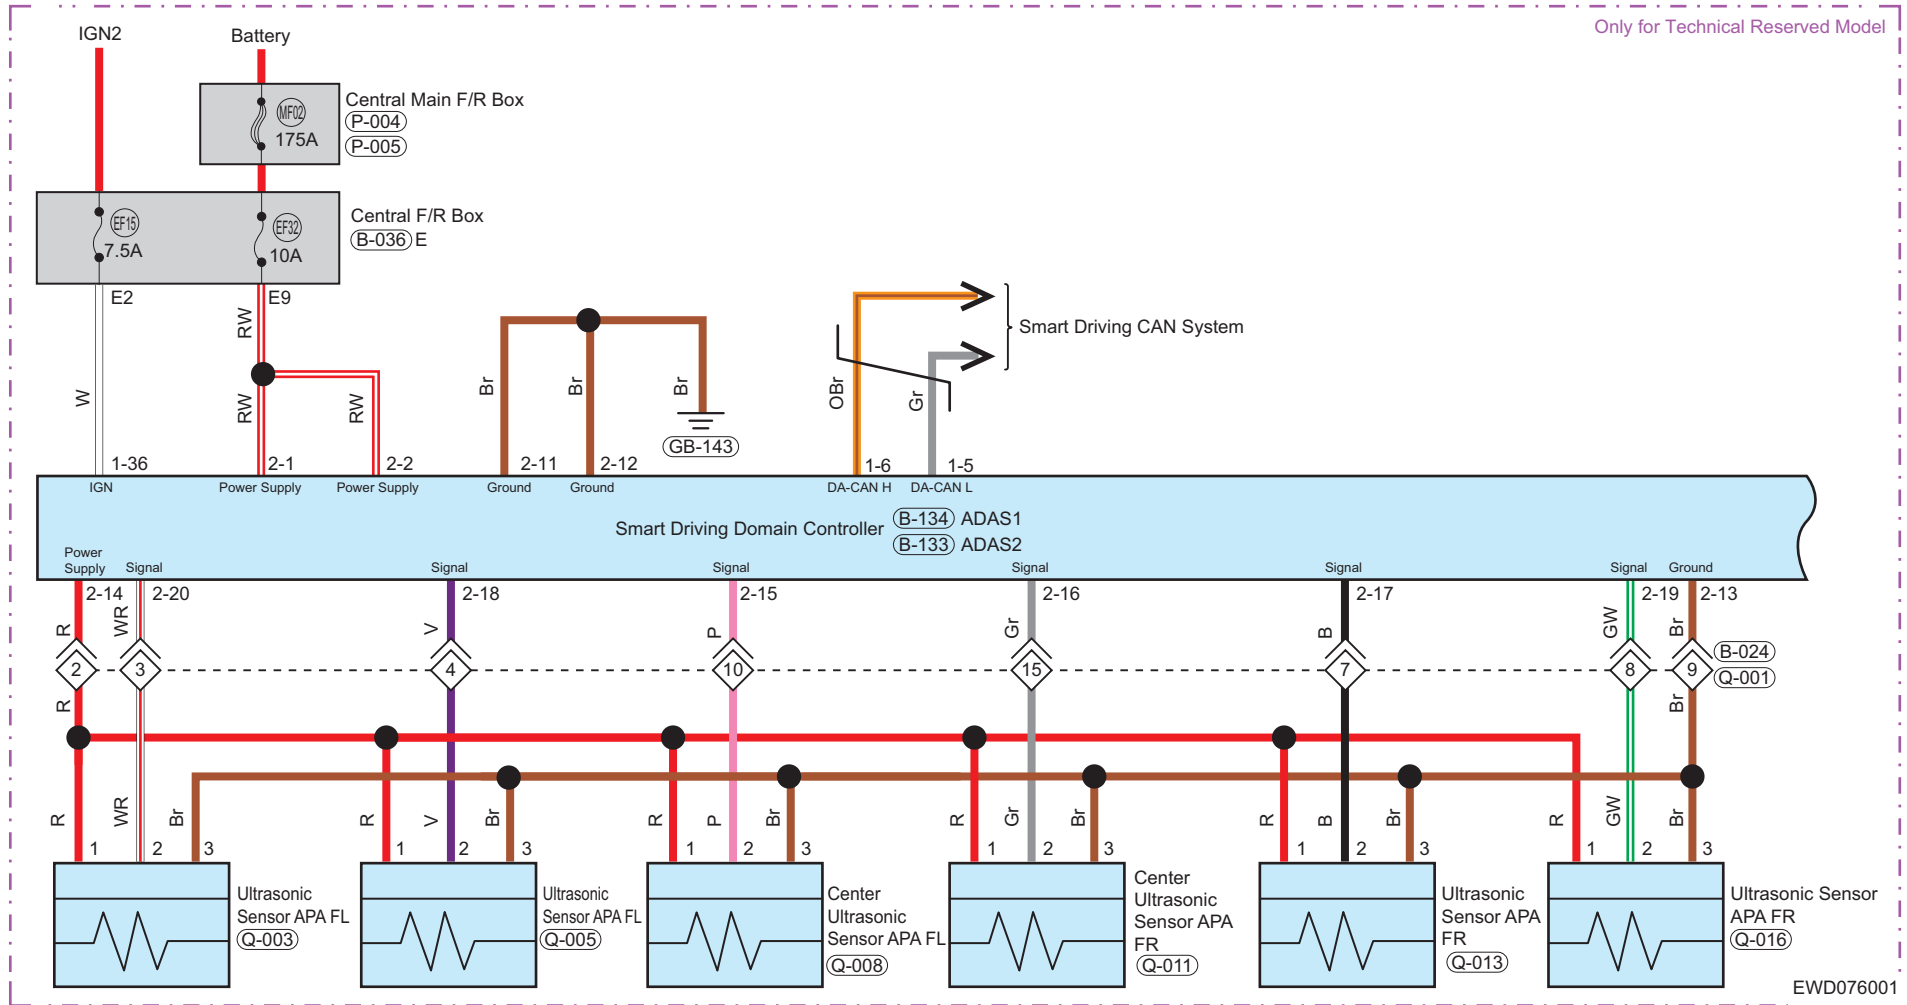 Only for Technical Reserved Model
IGN2
Battery
MF02
175A
Central Main F/R Box
P-004
P-005
EF15
7.5A
EF32
10A
Central F/R Box
B-036 E
E2
E9
RW
W
RW
RW
Br
Br
Br
GB-143
OBr
Gr
Smart Driving CAN System
1-36
2-1
2-2
2-11
2-12
1-6
1-5
IGN
Power Supply
Power Supply
Ground
Ground
DA-CAN H
DA-CAN L
Smart Driving Domain Controller
B-134 ADAS1
B-133 ADAS2
Power
Supply
Signal
Signal
Signal
Signal
Signal
Signal
Ground
2-14
2-20
2-18
2-15
2-16
2-17
2-19
2-13
R
WR
V
P
Gr
B
GW
Br
2
3
4
10
15
7
8
9
B-024
Q-001
R
Br
R
WR
Br
R
V
Br
R
P
Br
R
Gr
Br
R
B
Br
R
GW
Br
1
2
3
1
2
3
1
2
3
1
2
3
1
2
3
1
2
3
Ultrasonic
Sensor APA FL
Q-003
Ultrasonic
Sensor APA FL
Q-005
Center
Ultrasonic
Sensor APA FL
Q-008
Center
Ultrasonic
Sensor APA
FR
Q-011
Ultrasonic
Sensor APA
FR
Q-013
Ultrasonic Sensor
APA FR
Q-016
EWD076001